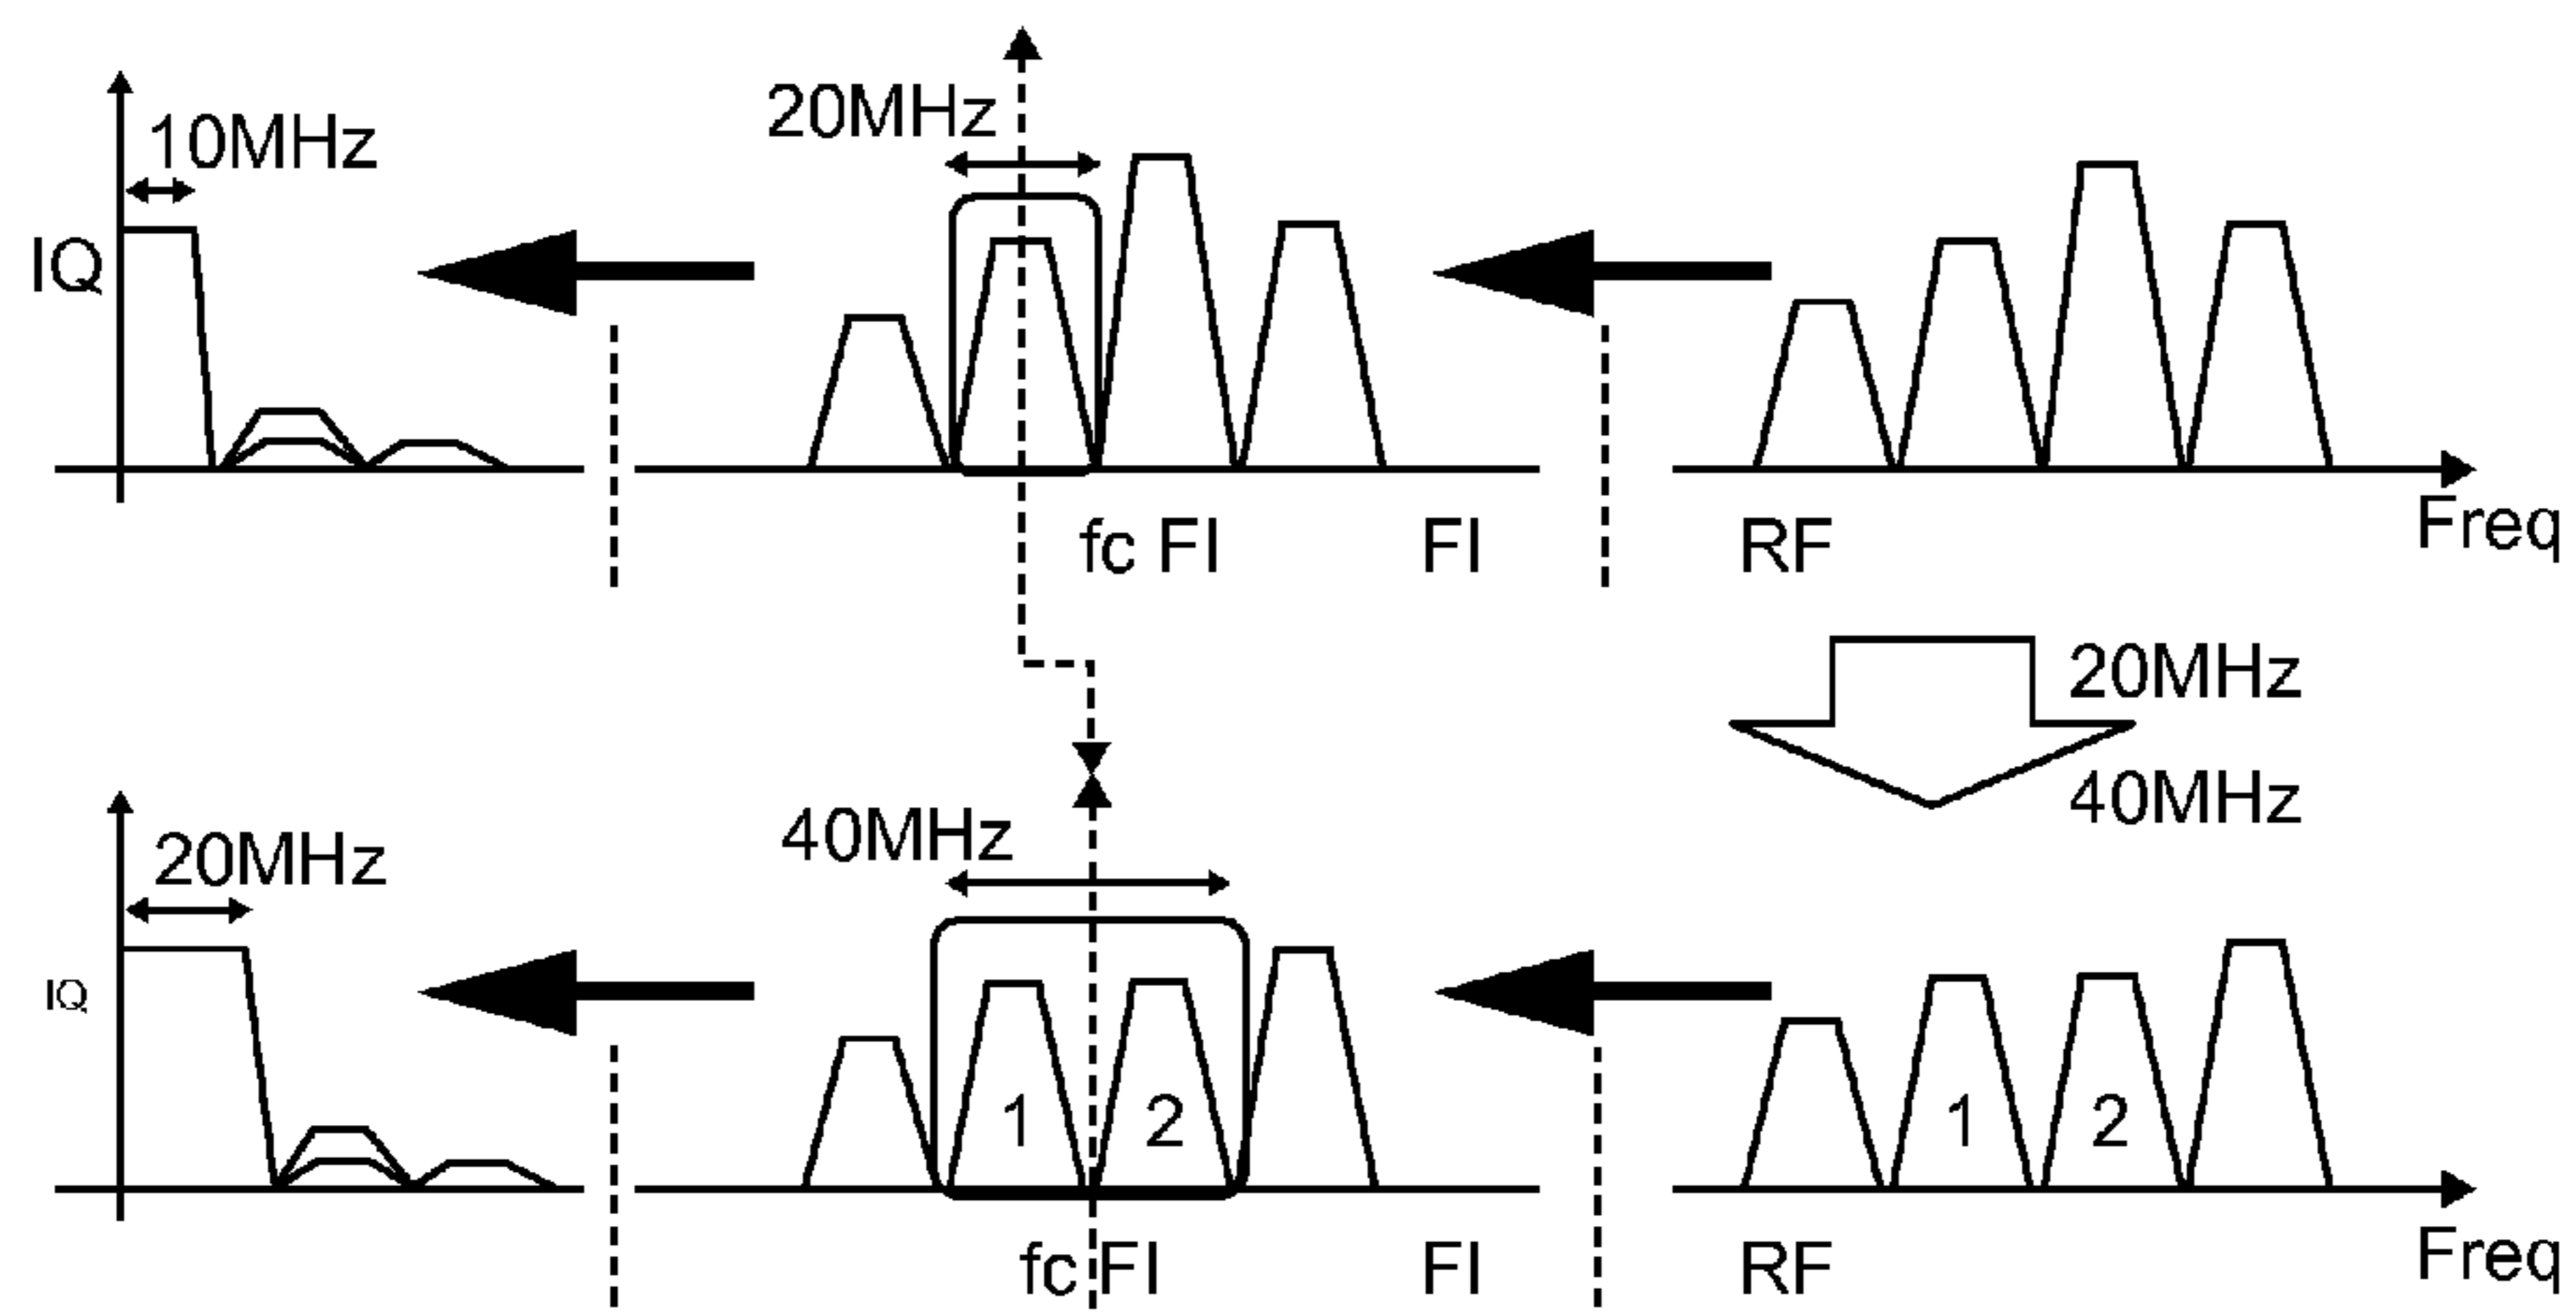 10MHz
20MHz
IQ
fc FI
FI
RF
Freq
20MHz
40MHz
20MHz
40MHz
IQ
1
2
1
2
fc FI
FI
RF
Freq